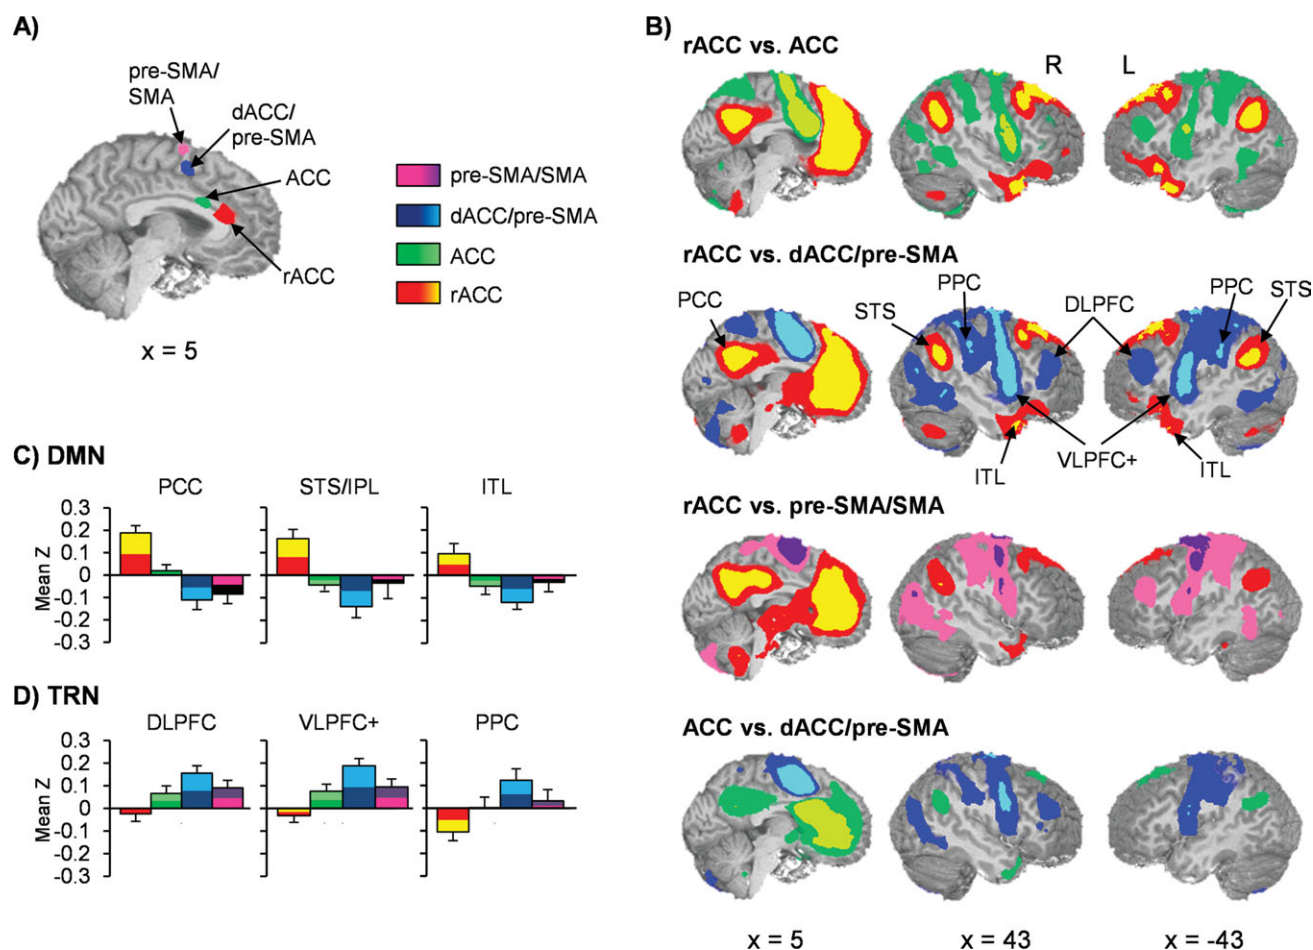 A)
pre-SMA/
SMA
dACC/
pre-SMA
ACC
rACC
x = 5
pre-SMA/SMA
dACC/pre-SMA
ACC
rACC
B)
rACC vs. ACC
R
L
rACC vs. dACC/pre-SMA
PCC
STS
PPC
DLPFC
PPC
STS
ITL
VLPFC+
ITL
rACC vs. pre-SMA/SMA
ACC vs. dACC/pre-SMA
x = 5
x = 43
x = -43
C) DMN
PCC
STS/IPL
ITL
Mean Z
0.3
0.2
0.1
0
-0.1
-0.2
-0.3
D) TRN
DLPFC
VLPFC+
PPC
Mean Z
0.3
0.2
0.1
0
-0.1
-0.2
-0.3